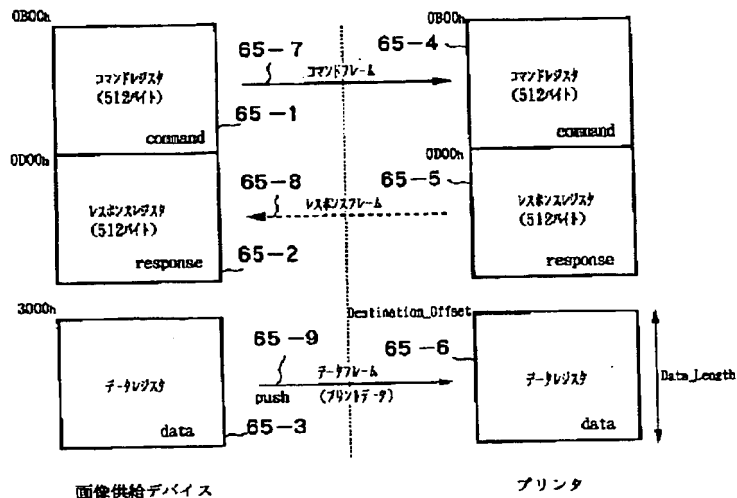 0B00h
コマンドレジスタ
(512バイト)
command
65-1
65-7
コマンドフレーム
0B00h
65-4
コマンドレジスタ
(512バイト)
command
0D00h
レスポンスレジスタ
(512バイト)
response
65-2
65-8
レスポンスフレーム
0D00h
65-5
レスポンスレジスタ
(512バイト)
response
3000h
データレジスタ
data
65-3
65-9
push
データフレーム
(プリントデータ)
Destination_Offset
65-6
データレジスタ
data
Data_Length
画像供給デバイス
プリンタ